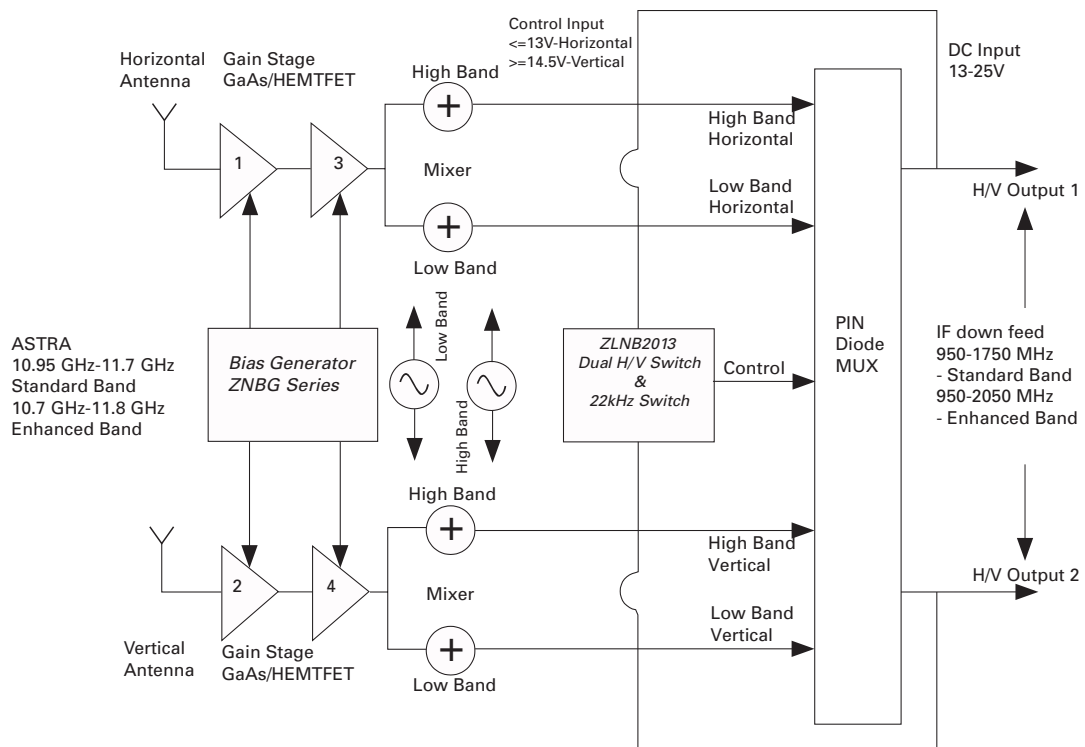 Control Input
<=13V-Horizontal
>=14.5V-Vertical
DC Input
13-25V
Horizontal
Antenna
Gain Stage
GaAs/HEMTFET
High Band
1
3
Mixer
High Band
Horizontal
Low Band
Horizontal
Low Band
H/V Output 1
ASTRA
10.95 GHz-11.7 GHz
Standard Band
10.7 GHz-11.8 GHz
Enhanced Band
Bias Generator
ZNBG Series
Low Band
High Band
ZLNB2013
Dual H/V Switch
&
22kHz Switch
Control
PIN
Diode
MUX
IF down feed
950-1750 MHz
- Standard Band
950-2050 MHz
- Enhanced Band
High Band
2
4
Mixer
High Band
Vertical
Low Band
Vertical
H/V Output 2
Vertical
Antenna
Gain Stage
GaAs/HEMTFET
Low Band